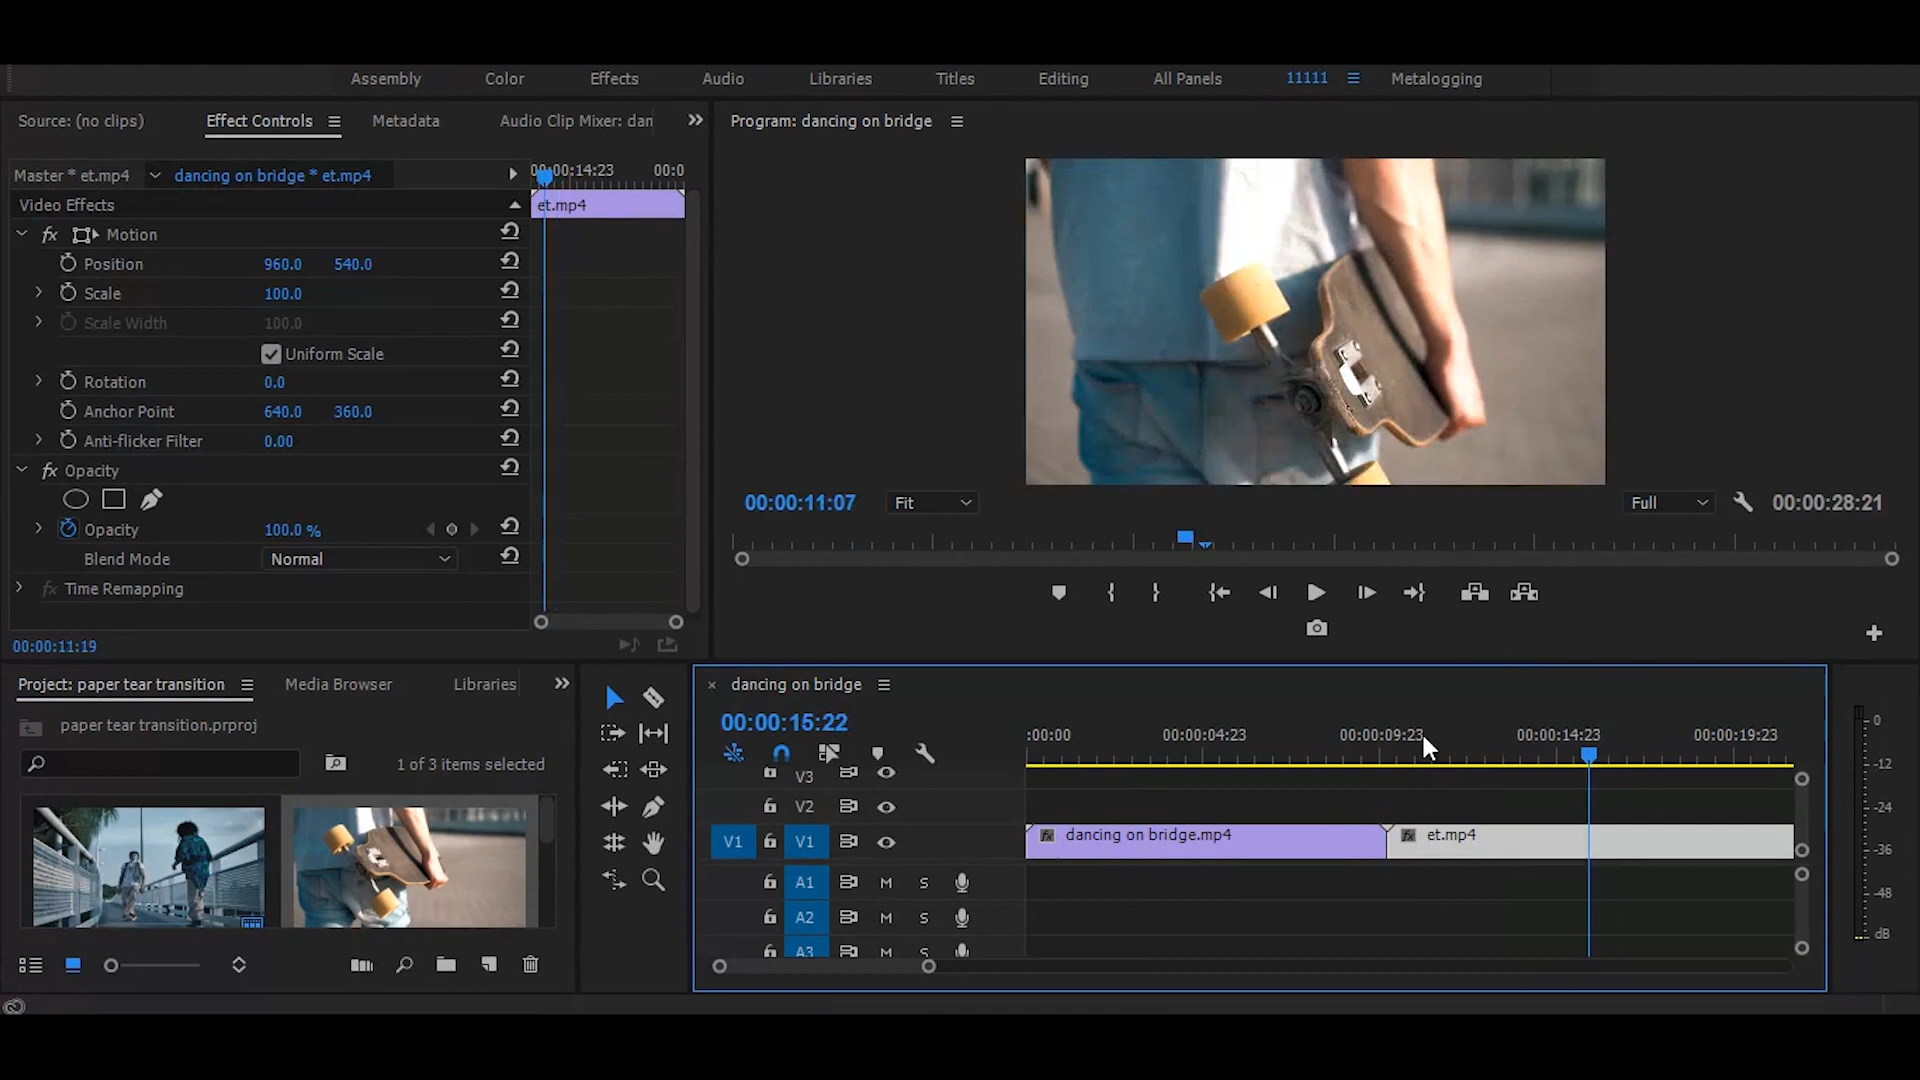 Assembly Color Effects Audio Libraries Titles Editing All Panels 11111 Metalogging
Source: (no clips) Effect Controls Metadata Audio Clip Mixer: dan
Master * et.mp4 dancing on bridge * et.mp4
00:00:14:23 00:0
Video Effects
et.mp4
fx Motion
Position 960.0 540.0
Scale 100.0
Scale Width 100.0
Uniform Scale
Rotation 0.0
Anchor Point 640.0 360.0
Anti-flicker Filter 0.00
fx Opacity
Opacity 100.0 %
Blend Mode Normal
fx Time Remapping
00:00:11:19
Program: dancing on bridge
00:00:11:07 Fit Full 00:00:28:21
Project: paper tear transition Media Browser Libraries
paper tear transition.prproj
1 of 3 items selected
dancing on bridge
00:00:15:22
:00:00 00:00:04:23 00:00:09:23 00:00:14:23 00:00:19:23
V3
V2
V1 V1 fx dancing on bridge.mp4 fx et.mp4
A1 M S
A2 M S
A3 M S
0
-12
-24
-36
-48
dB